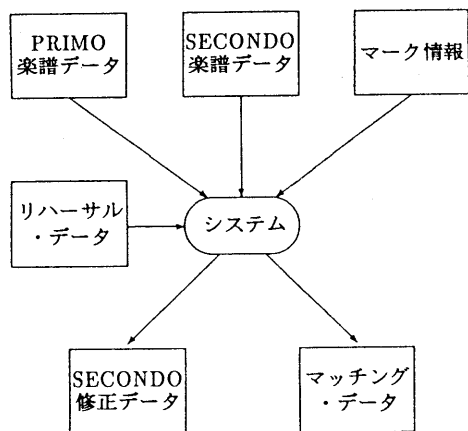 PRIMO
楽譜データ
SECONDO
楽譜データ
マーク情報
リハーサル
・データ
システム
SECONDO
修正データ
マッチング
・データ